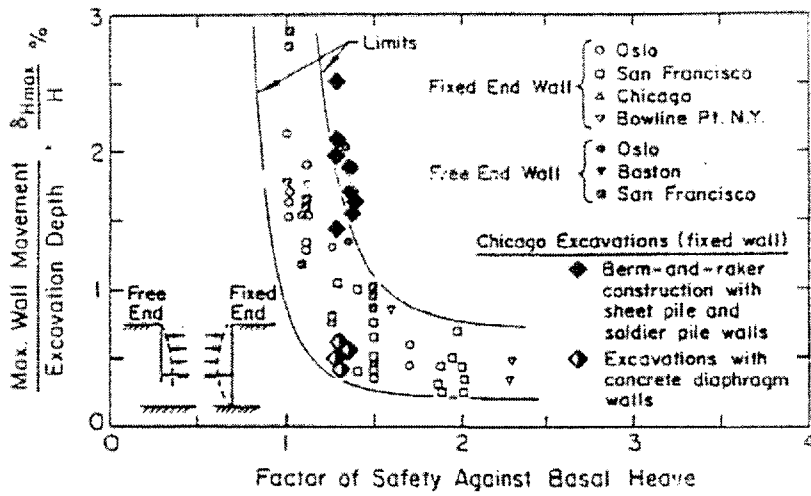 Max. Wall Movement
Excavation Depth
,
δHmax
H
%
3
2
1
0
Limits
Fixed End Wall
Oslo
San Francisco
Chicago
Bowline Pt. N.Y.
Free End Wall
Oslo
Baston
San Francisco
Chicago Excavations (fixed wall)
Berm-and-raker
construction with
sheet pile and
soldier pile walls
Excavations with
concrete diaphragm
walls
Free
End
Fixed
End
0
1
2
3
4
Factor of Safety Against Basal Heave